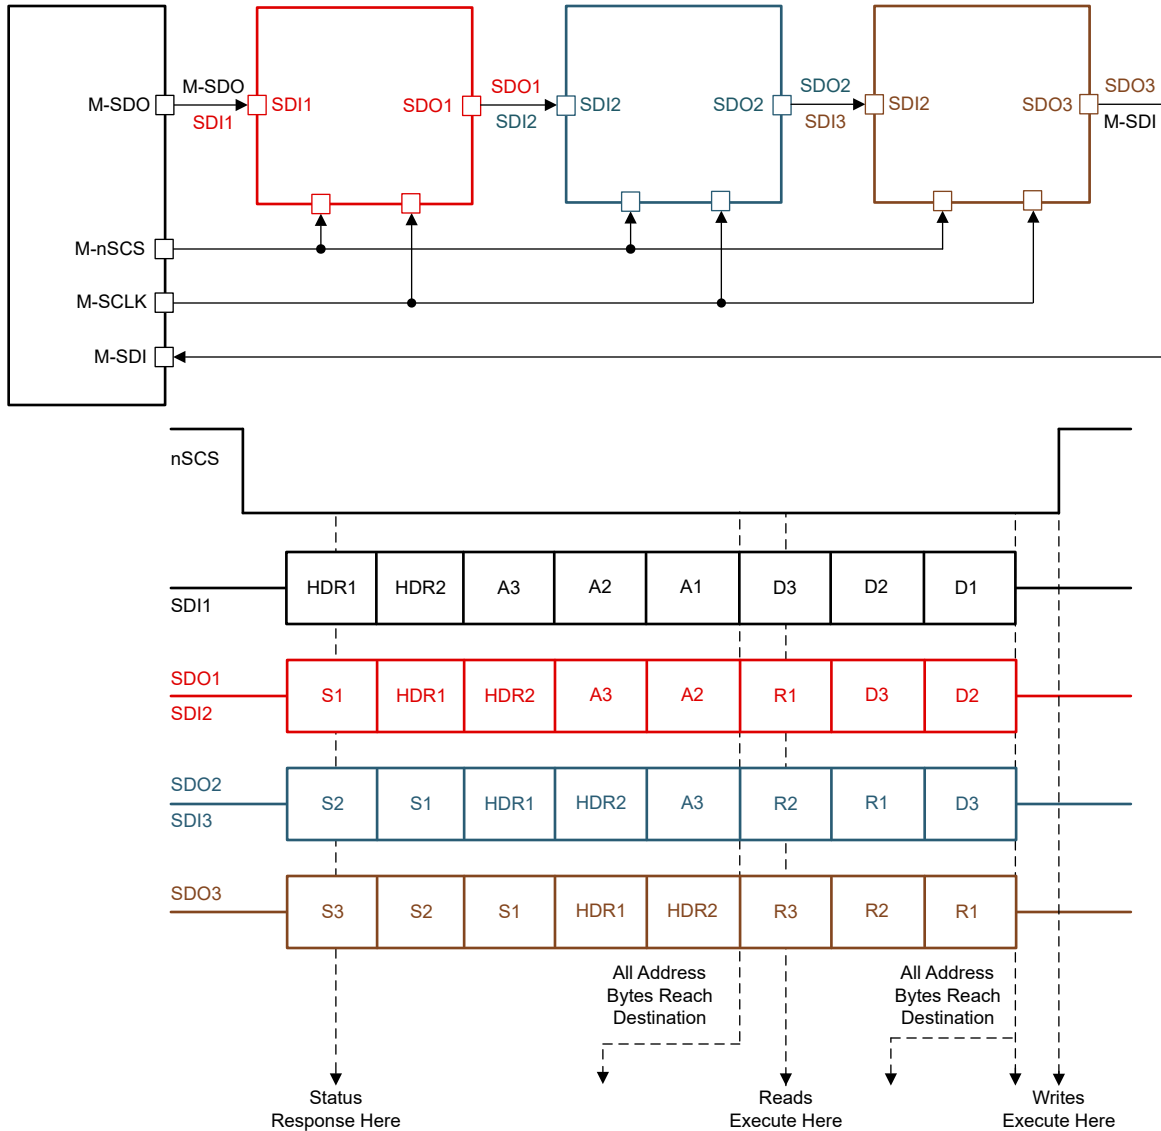 M-SDO
M-SDO
SDI1
SDI1
SDO1
SDO1
SDI2
SDI2
SDO2
SDO2
SDI3
SDI2
SDO3
SDO3
M-SDI
M-nSCS
M-SCLK
M-SDI
nSCS
HDR1 HDR2 A3 A2 A1 D3 D2 D1
SDI1
SDO1
S1 HDR1 HDR2 A3 A2 R1 D3 D2
SDI2
SDO2
S2 S1 HDR1 HDR2 A3 R2 R1 D3
SDI3
SDO3
S3 S2 S1 HDR1 HDR2 R3 R2 R1
All Address
Bytes Reach
Destination
All Address
Bytes Reach
Destination
Status
Response Here
Reads
Execute Here
Writes
Execute Here